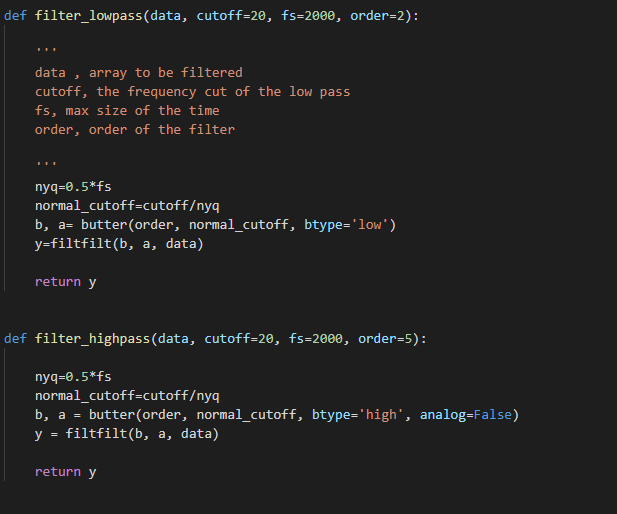 def filter_lowpass(data, cutoff=20, fs=2000, order=2):
'''
data , array to be filtered
cutoff, the frequency cut of the low pass
fs, max size of the time
order, order of the filter
'''
nyq=0.5*fs
normal_cutoff=cutoff/nyq
b, a= butter(order, normal_cutoff, btype='low')
y=filtfilt(b, a, data)
return y
def filter_highpass(data, cutoff=20, fs=2000, order=5):
nyq=0.5*fs
normal_cutoff=cutoff/nyq
b, a = butter(order, normal_cutoff, btype='high', analog=False)
y = filtfilt(b, a, data)
return y